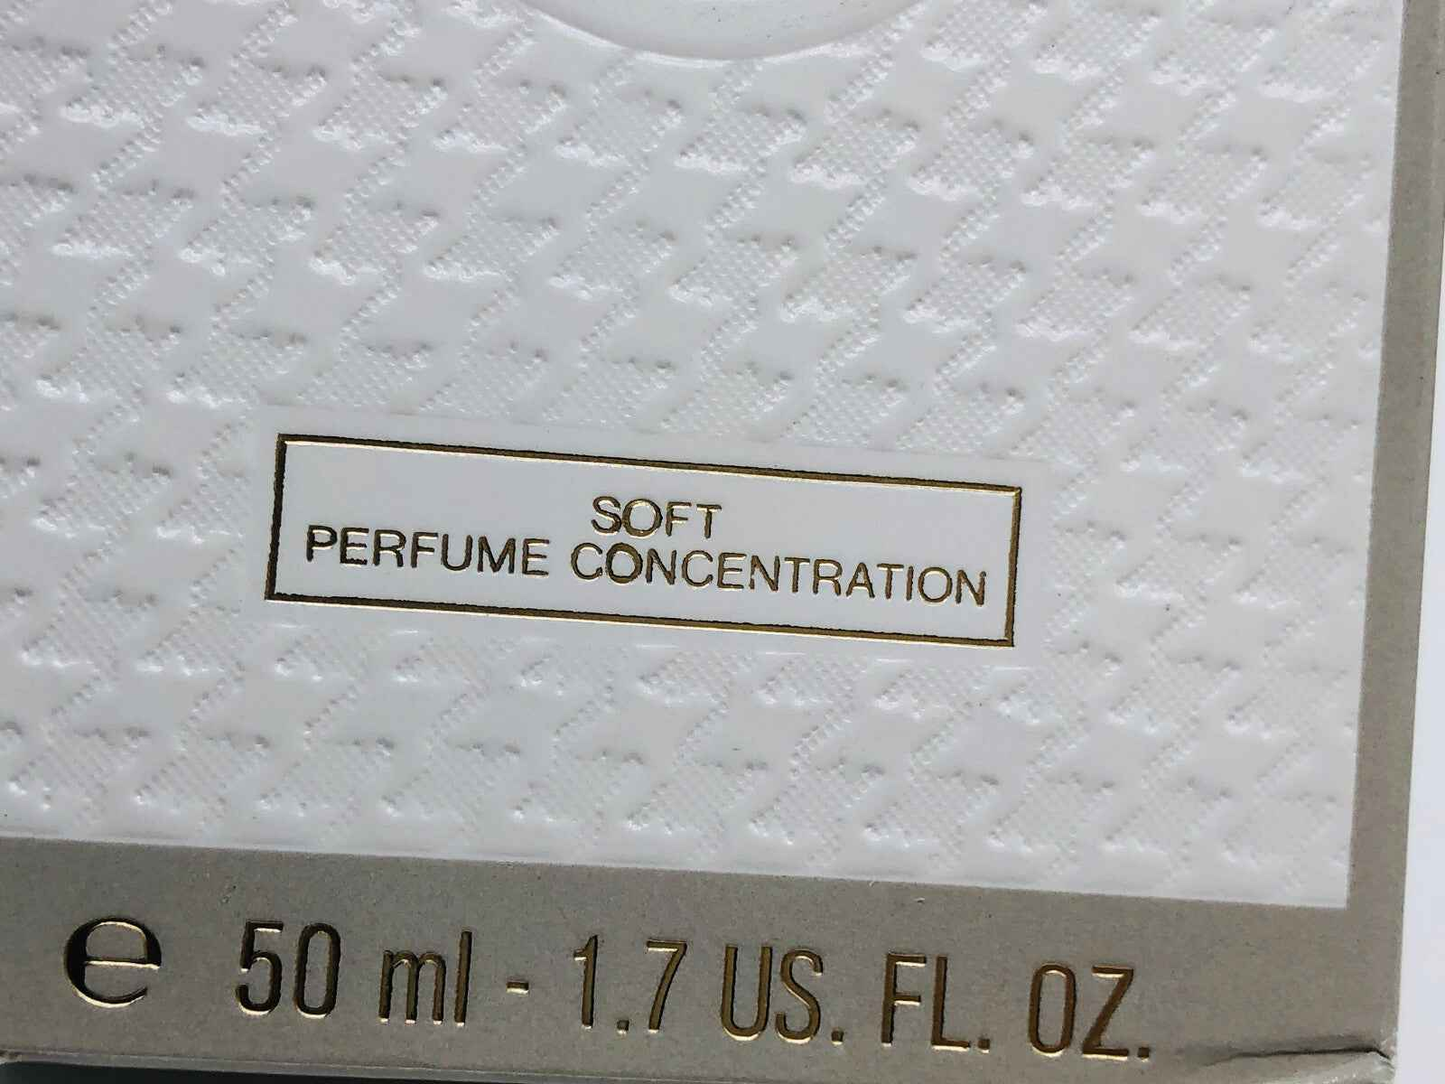 SOFT
PERFUME CONCENTRATION
℮ 50 ml - 1.7 US. FL. OZ.